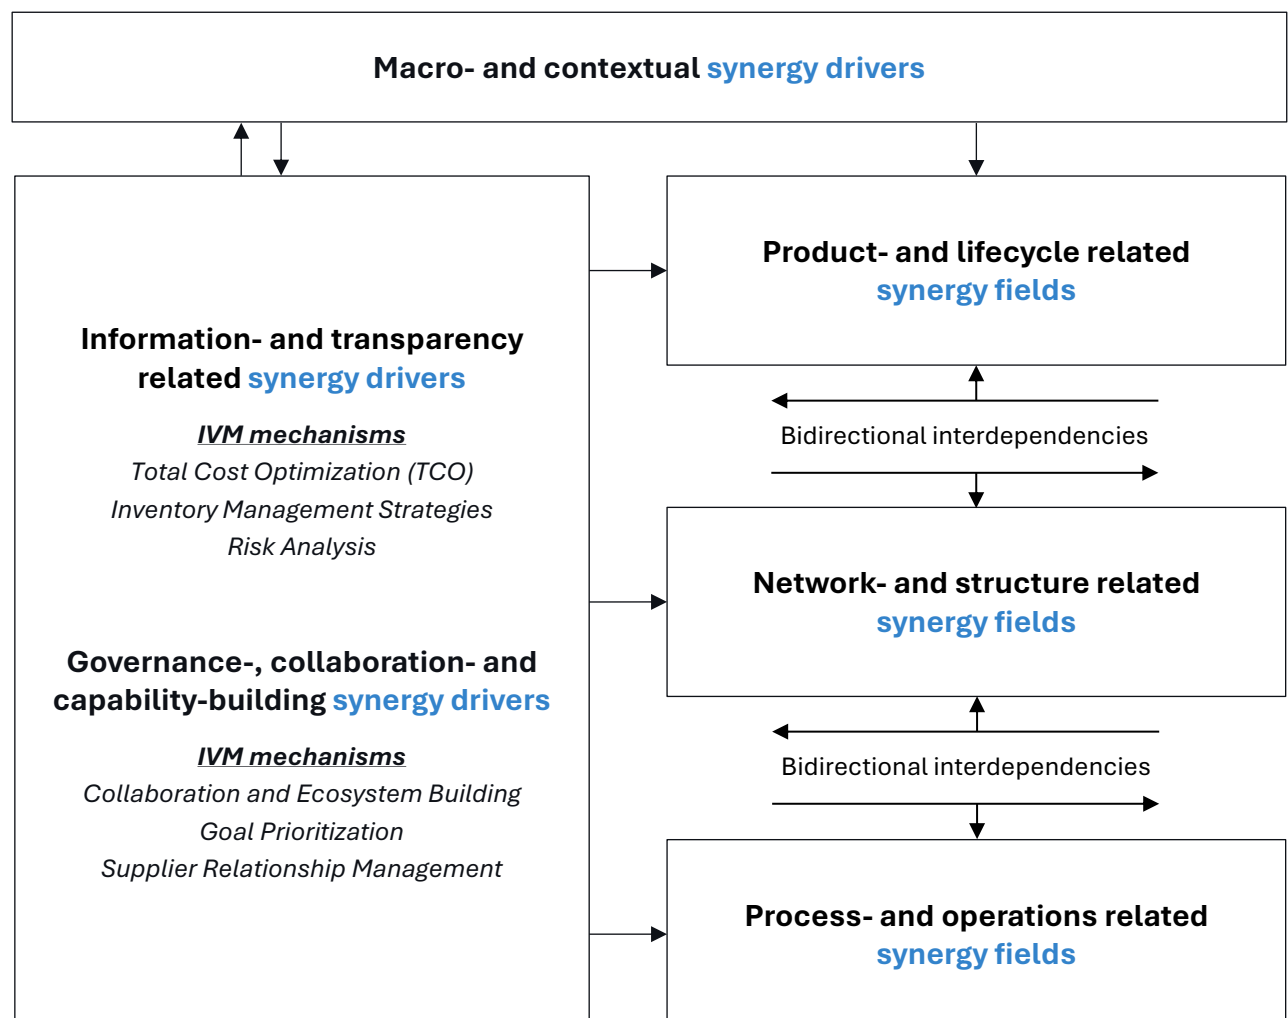 Macro- and contextual synergy drivers
Information- and transparency
related synergy drivers
IVM mechanisms
Total Cost Optimization (TCO)
Inventory Management Strategies
Risk Analysis
Governance-, collaboration- and
capability-building synergy drivers
IVM mechanisms
Collaboration and Ecosystem Building
Goal Prioritization
Supplier Relationship Management
Product- and lifecycle related
synergy fields
Bidirectional interdependencies
Network- and structure related
synergy fields
Bidirectional interdependencies
Process- and operations related
synergy fields